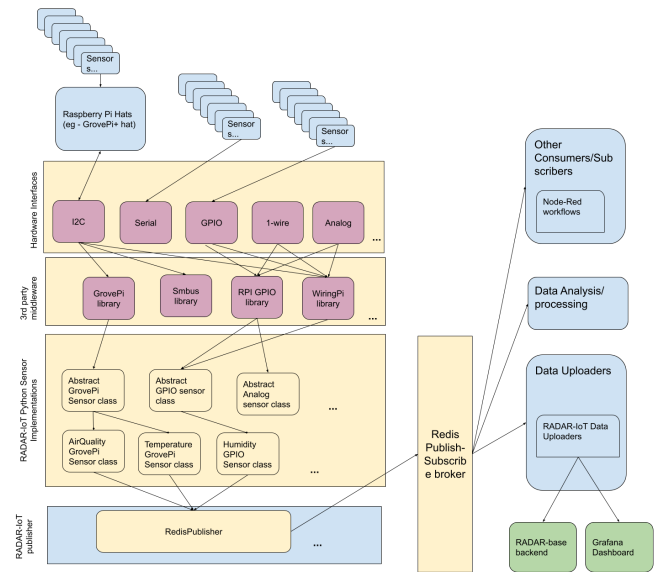 Sensor
s...
Sensor
s...
Sensor
s...
Raspberry Pi Hats
(eg - GrovePi+ hat)
Hardware Interfaces
I2C
Serial
GPIO
1-wire
Analog
...
3rd party
middleware
GrovePi
library
Smbus
library
RPI GPIO
library
WiringPi
library
...
RADAR-IoT Python Sensor
Implementations
Abstract
GrovePi
Sensor class
Abstract
GPIO sensor
class
Abstract
Analog
sensor class
...
AirQuality
GrovePi
Sensor class
Temperature
GrovePi
Sensor class
Humidity
GPIO
Sensor class
...
RADAR-IoT
publisher
RedisPublisher
...
Redis
Publish-
Subscrib
e broker
Other
Consumers/Sub
scribers
Node-Red
workflows
Data Analysis/
processing
Data Uploaders
RADAR-IoT Data
Uploaders
RADAR-base
backend
Grafana
Dashboard